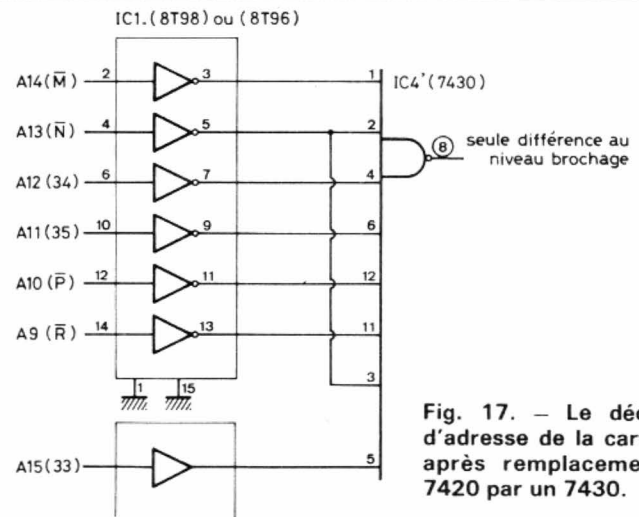 IC1. (8T98) ou (8T96)
A14 (M̅) 2 3 1 IC4' (7430)
A13 (N̅) 4 5 2
8 seule différence au
niveau brochage
A12 (34) 6 7 4
A11 (35) 10 9 6
A10 (P̅) 12 11 12
A9 (R̅) 14 13 11
1 15 3
A15 (33) 5
Fig. 17. — Le déc
d'adresse de la car
après remplaceme
7420 par un 7430.